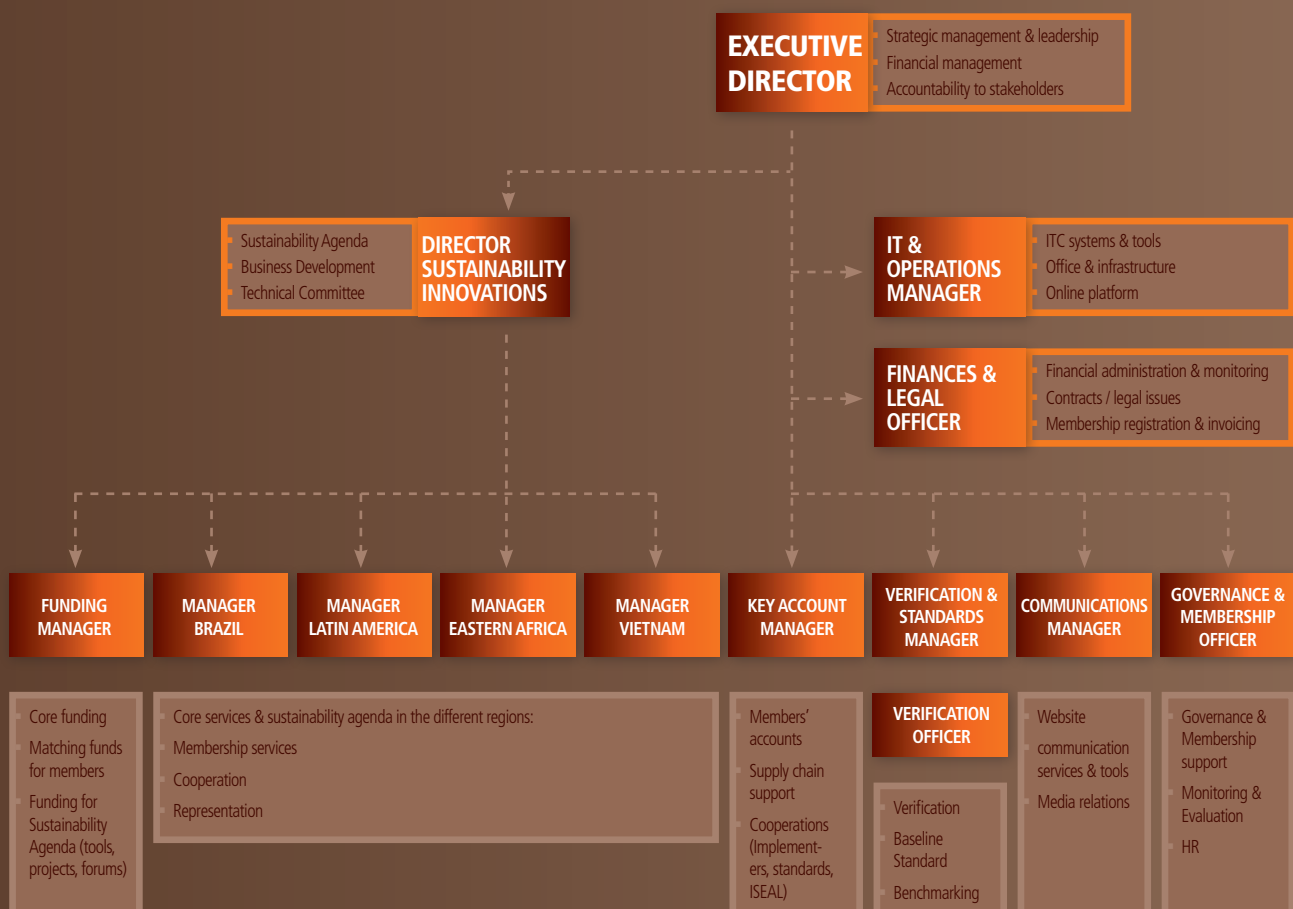 EXECUTIVE
DIRECTOR
Strategic management & leadership
Financial management
Accountability to stakeholders
Sustainability Agenda
Business Development
Technical Committee
DIRECTOR
SUSTAINABILITY
INNOVATIONS
IT &
OPERATIONS
MANAGER
ITC systems & tools
Office & infrastructure
Online platform
FINANCES &
LEGAL
OFFICER
Financial administration & monitoring
Contracts / legal issues
Membership registration & invoicing
FUNDING
MANAGER
MANAGER
BRAZIL
MANAGER
LATIN AMERICA
MANAGER
EASTERN AFRICA
MANAGER
VIETNAM
KEY ACCOUNT
MANAGER
VERIFICATION &
STANDARDS
MANAGER
COMMUNICATIONS
MANAGER
GOVERNANCE &
MEMBERSHIP
OFFICER
Core funding
Matching funds
for members
Funding for
Sustainability
Agenda (tools,
projects, forums)
Core services & sustainability agenda in the different regions:
Membership services
Cooperation
Representation
Members'
accounts
Supply chain
support
Cooperations
(Implement-
ers, standards,
ISEAL)
VERIFICATION
OFFICER
Verification
Baseline
Standard
Benchmarking
Website
communication
services & tools
Media relations
Governance &
Membership
support
Monitoring &
Evaluation
HR